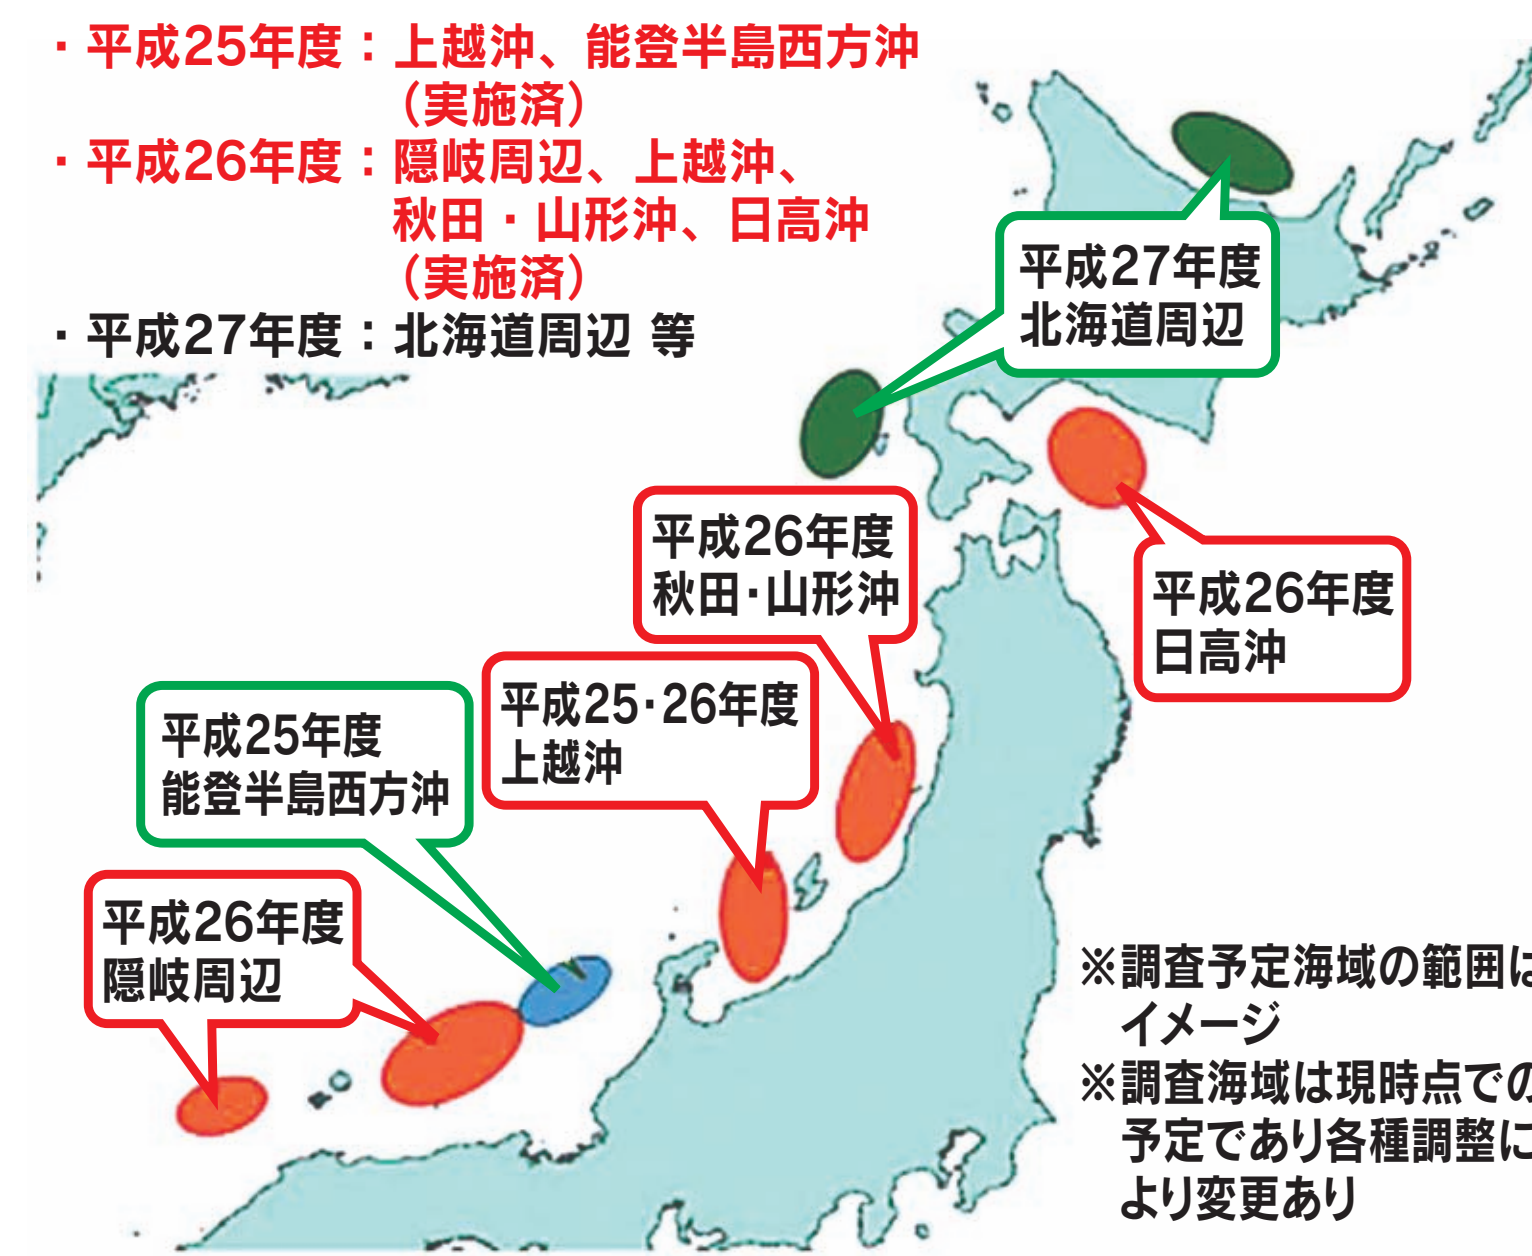 ・平成25年度：上越沖、能登半島西方沖
（実施済）
・平成26年度：隠岐周辺、上越沖、
秋田・山形沖、日高沖
（実施済）
・平成27年度：北海道周辺 等
平成27年度
北海道周辺
平成26年度
秋田・山形沖
平成26年度
日高沖
平成25・26年度
上越沖
平成25年度
能登半島西方沖
平成26年度
隠岐周辺
※調査予定海域の範囲は
イメージ
※調査海域は現時点での
予定であり各種調整に
より変更あり